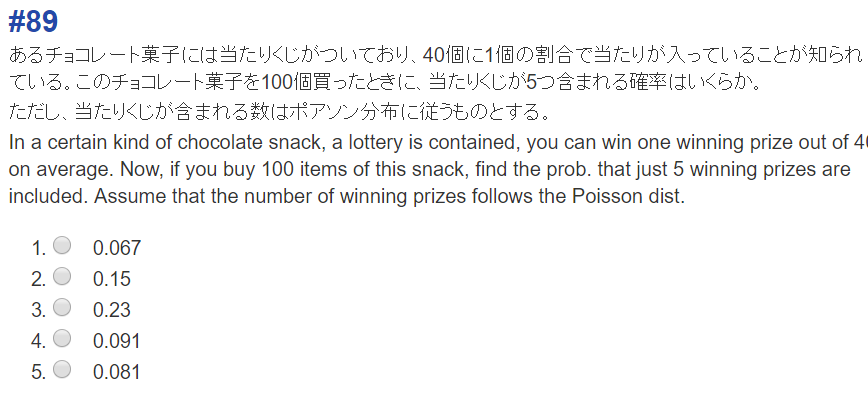 #89
あるチョコレート菓子には当たりくじがついており、40個に1個の割合で当たりが入っていることが知られ
ている。このチョコレート菓子を100個買ったときに、当たりくじが5つ含まれる確率はいくらか。
ただし、当たりくじが含まれる数はポアソン分布に従うものとする。
In a certain kind of chocolate snack, a lottery is contained, you can win one winning prize out of 40
on average. Now, if you buy 100 items of this snack, find the prob. that just 5 winning prizes are
included. Assume that the number of winning prizes follows the Poisson dist.
1. 0.067
2. 0.15
3. 0.23
4. 0.091
5. 0.081